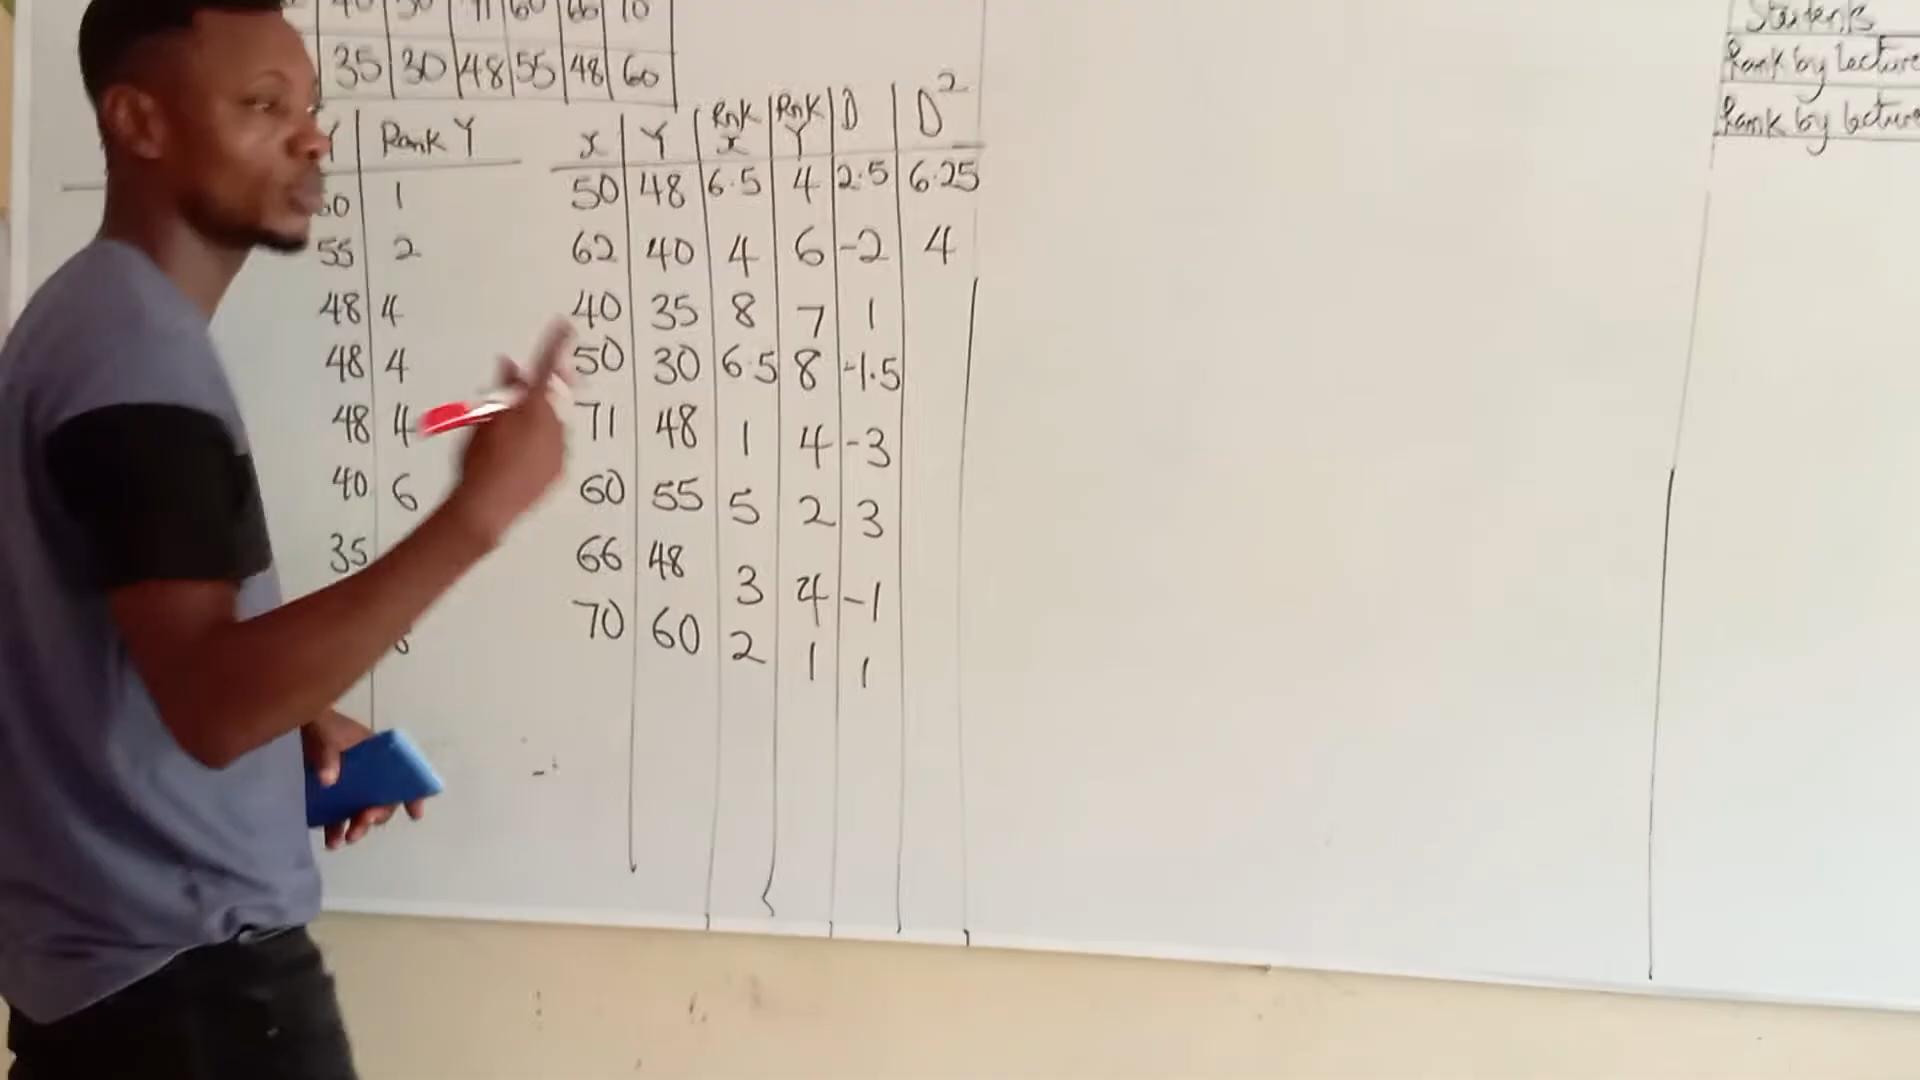 35 30 48 55 48 60
Y Rank Y
1
55 2
48 4
48 4
48 4
40 6
35
x Y Rnk x Rnk Y D D²
50 48 6.5 4 2.5 6.25
62 40 4 6 -2 4
40 35 8 7 1
50 30 6.5 8 -1.5
71 48 1 4 -3
60 55 5 2 3
66 48 3 4 -1
70 60 2 1 1
Students
Rank by lecture
Rank by lecture